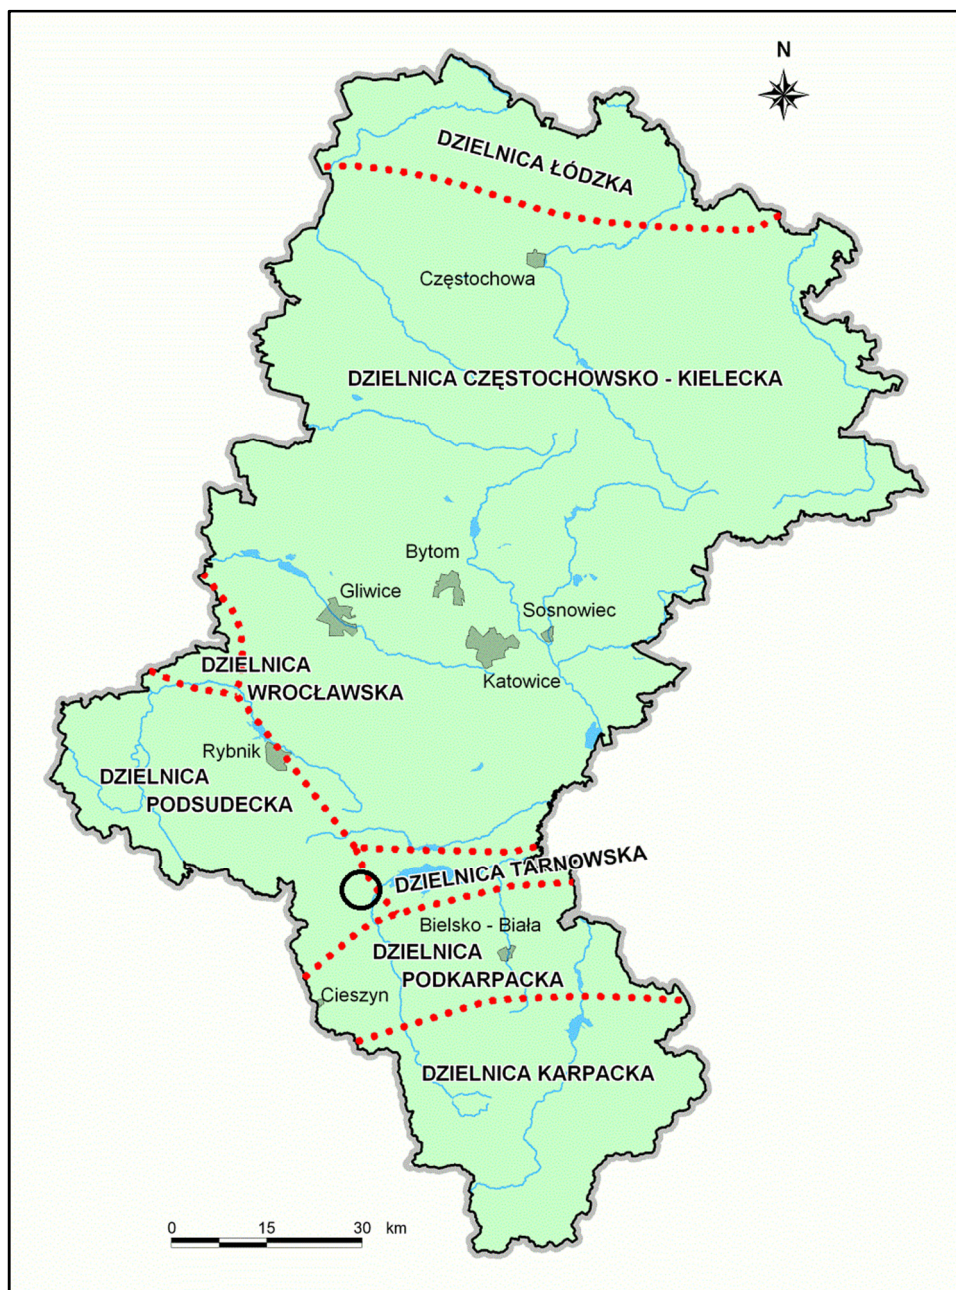 N
DZIELNICA ŁÓDZKA
Częstochowa
DZIELNICA CZĘSTOCHOWSKO - KIELECKA
Bytom
Gliwice
Sosnowiec
Katowice
DZIELNICA
WROCŁAWSKA
Rybnik
DZIELNICA
PODSUDECKA
DZIELNICA TARNOWSKA
Bielsko - Biała
DZIELNICA
PODKARPACKA
Cieszyn
DZIELNICA KARPACKA
0 15 30 km